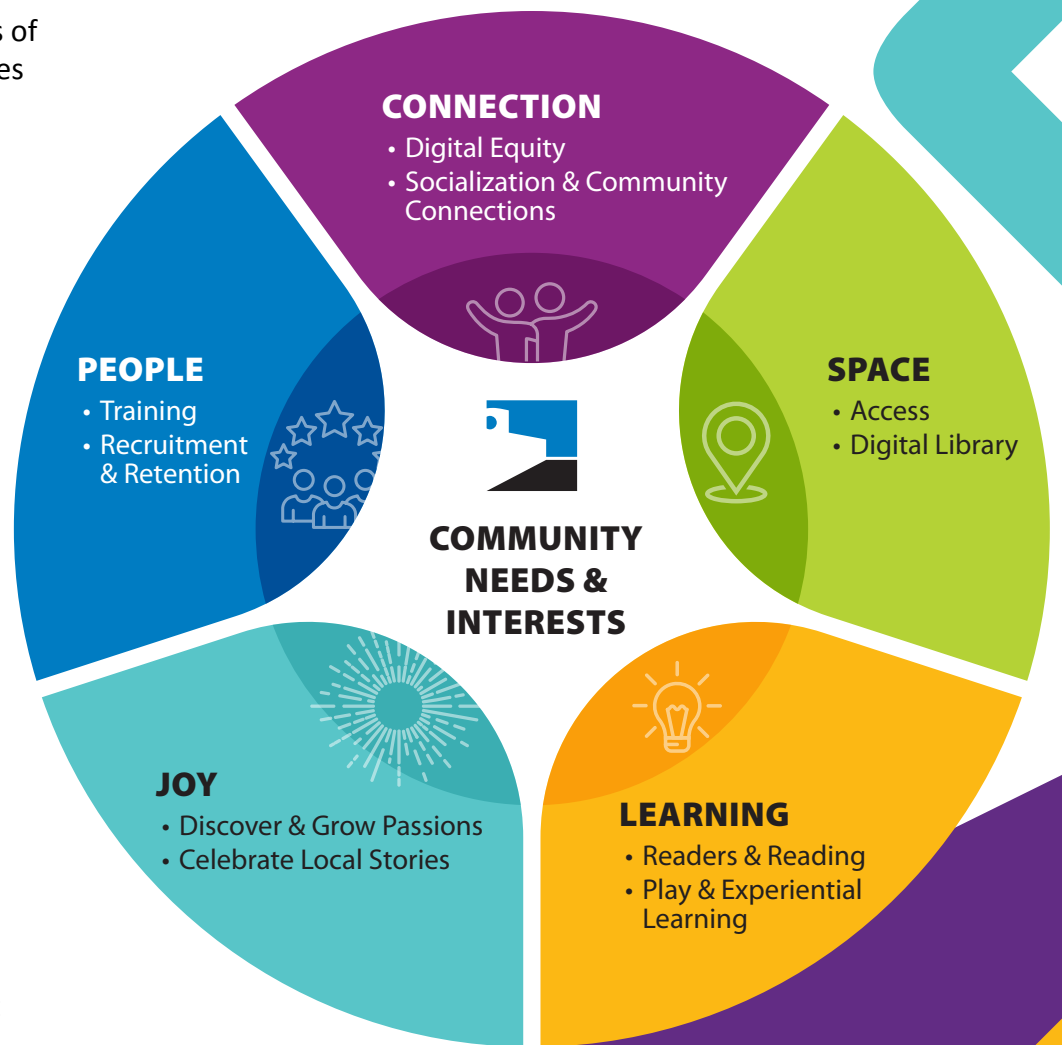 s of
es
CONNECTION
• Digital Equity
• Socialization & Community
Connections
PEOPLE
• Training
• Recruitment
& Retention
SPACE
• Access
• Digital Library
COMMUNITY
NEEDS &
INTERESTS
JOY
• Discover & Grow Passions
• Celebrate Local Stories
LEARNING
• Readers & Reading
• Play & Experiential
Learning